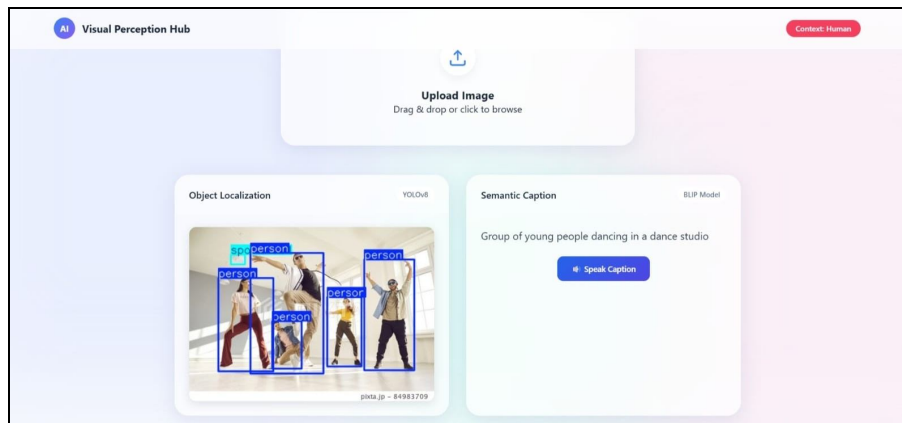 AI Visual Perception Hub
Context: Human
Upload Image
Drag & drop or click to browse
Object Localization
YOLOv8
spo
person
person
person
person
person
pixta.jp - 84983709
Semantic Caption
BLIP Model
Group of young people dancing in a dance studio
Speak Caption